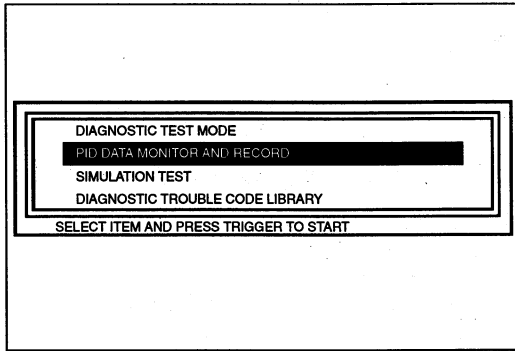 DIAGNOSTIC TEST MODE
PID DATA MONITOR AND RECORD
SIMULATION TEST
DIAGNOSTIC TROUBLE CODE LIBRARY
SELECT ITEM AND PRESS TRIGGER TO START